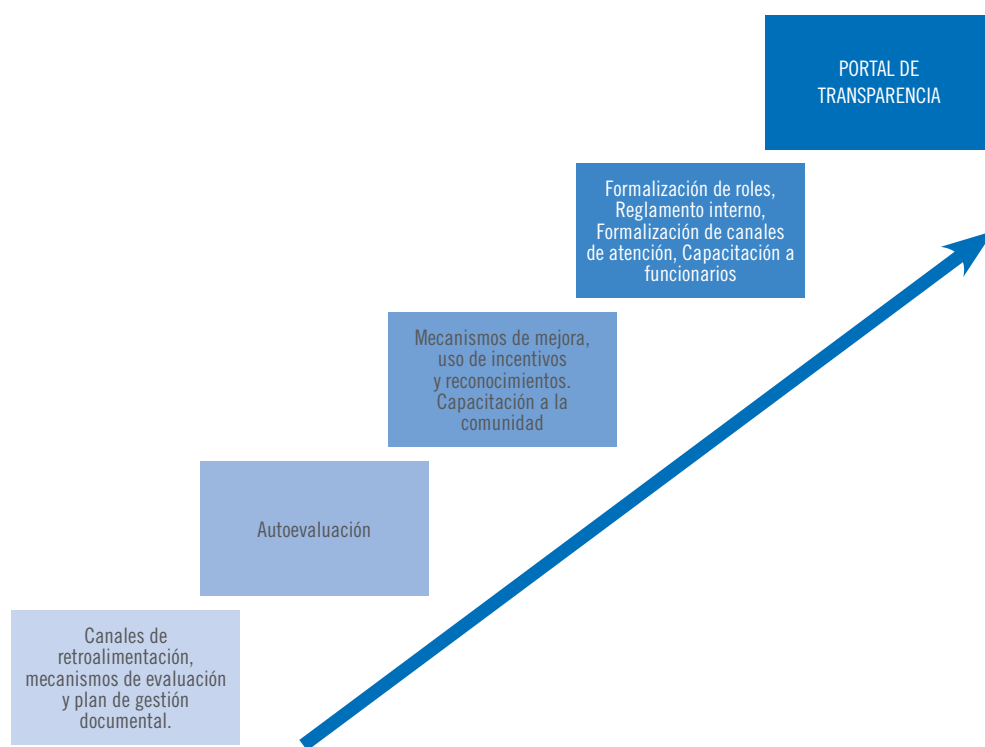 PORTAL DE
TRANSPARENCIA
Formalización de roles,
Reglamento interno,
Formalización de canales
de atención, Capacitación a
funcionarios
Mecanismos de mejora,
uso de incentivos
y reconocimientos.
Capacitación a la
comunidad
Autoevaluación
Canales de
retroalimentación,
mecanismos de evaluación
y plan de gestión
documental.